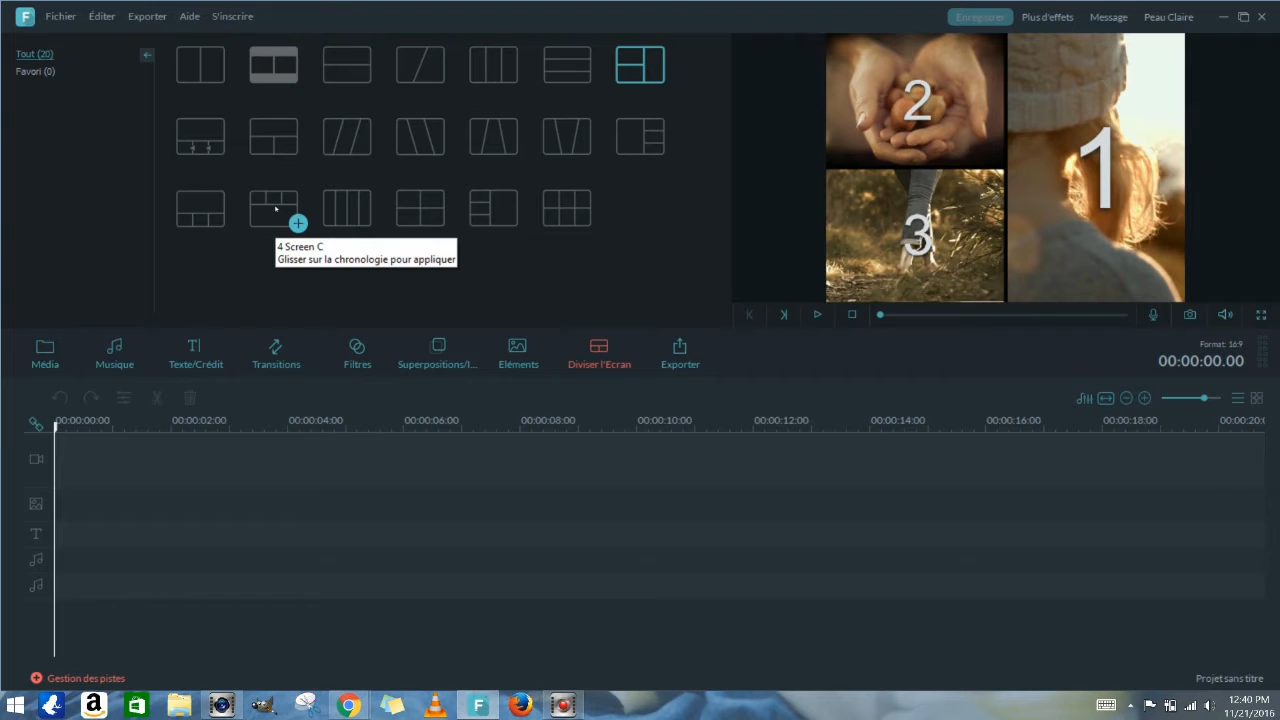 F Fichier Éditer Exporter Aide S'inscrire Enregistrer Plus d'effets Message Peau Claire
Tout (20)
Favori (0)
2
1
3
4 Screen C
Glisser sur la chronologie pour appliquer
Média Musique Texte/Crédit Transitions Filtres Superpositions/I... Eléments Diviser l'Ecran Exporter
Format: 16:9
00:00:00.00
00:00:00:00 00:00:02:00 00:00:04:00 00:00:06:00 00:00:08:00 00:00:10:00 00:00:12:00 00:00:14:00 00:00:16:00 00:00:18:00 00:00:20:0
Gestion des pistes
Projet sans titre
12:40 PM
11/21/2016